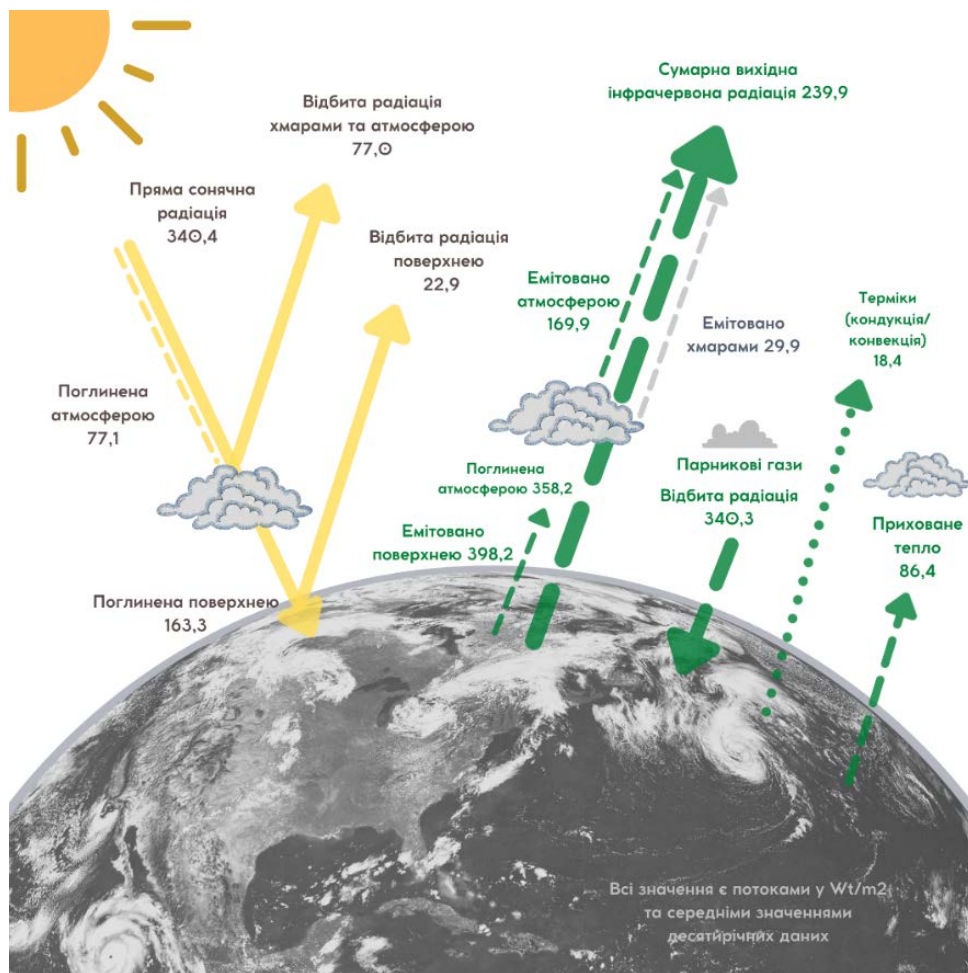 Сумарна вихідна
інфрачервона радіація 239,9
Відбита радіація
хмарами та атмосферою
77,0
Пряма сонячна
радіація
340,4
Відбита радіація
поверхнею
22,9
Емітовано
атмосферою
169,9
Емітовано
хмарами 29,9
Терміки
(кондукція/
конвекція)
18,4
Поглинена
атмосферою
77,1
Поглинена
атмосферою 358,2
Парникові гази
Відбита радіація
340,3
Приховане
тепло
86,4
Емітовано
поверхнею 398,2
Поглинена поверхнею
163,3
Всі значення є потоками у Wt/m2
та середніми значеннями
десятирічних даних